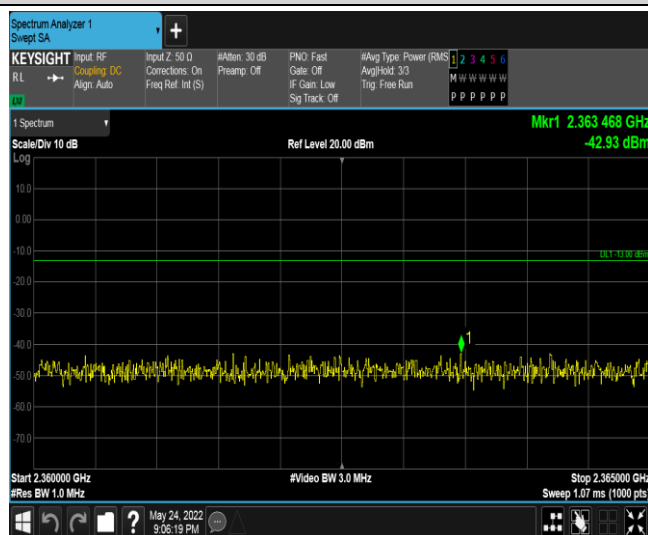 Spectrum Analyzer 1
Swept SA
+
KEYSIGHT Input: RF Input Z: 50 Ω #Atten: 30 dB PNO: Fast #Avg Type: Power (RMS 1 2 3 4 5 6
RL Coupling: DC Corrections: On Preamp: Off Gate: Off Avg|Hold: 3/3 M W W W W W
Align: Auto Freq Ref: Int (S) IF Gain: Low Trig: Free Run
Sig Track: Off P P P P P P
LXI
1 Spectrum Mkr1 2.363 468 GHz
Scale/Div 10 dB Ref Level 20.00 dBm -42.93 dBm
Log
10.0
0.00
-10.0
DL1 -13.00 dBm
-20.0
-30.0
-40.0
1
-50.0
-60.0
-70.0
Start 2.360000 GHz #Video BW 3.0 MHz Stop 2.365000 GHz
#Res BW 1.0 MHz Sweep 1.07 ms (1000 pts)
? May 24, 2022
9:06:19 PM